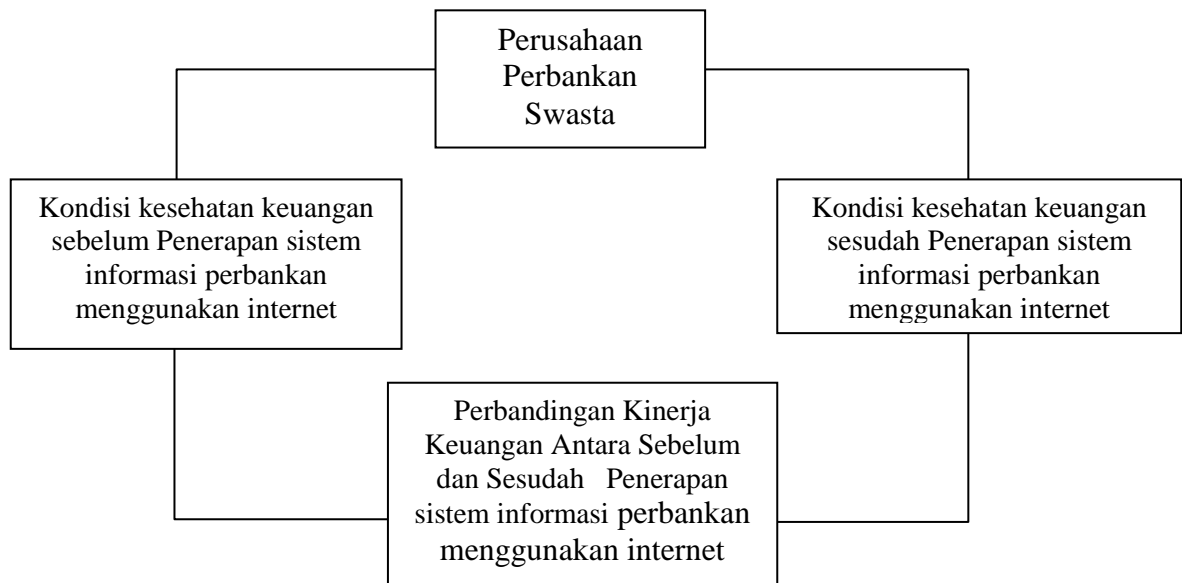 Perusahaan
Perbankan
Swasta
Kondisi kesehatan keuangan
sebelum Penerapan sistem
informasi perbankan
menggunakan internet
Kondisi kesehatan keuangan
sesudah Penerapan sistem
informasi perbankan
menggunakan internet
Perbandingan Kinerja
Keuangan Antara Sebelum
dan Sesudah Penerapan
sistem informasi perbankan
menggunakan internet